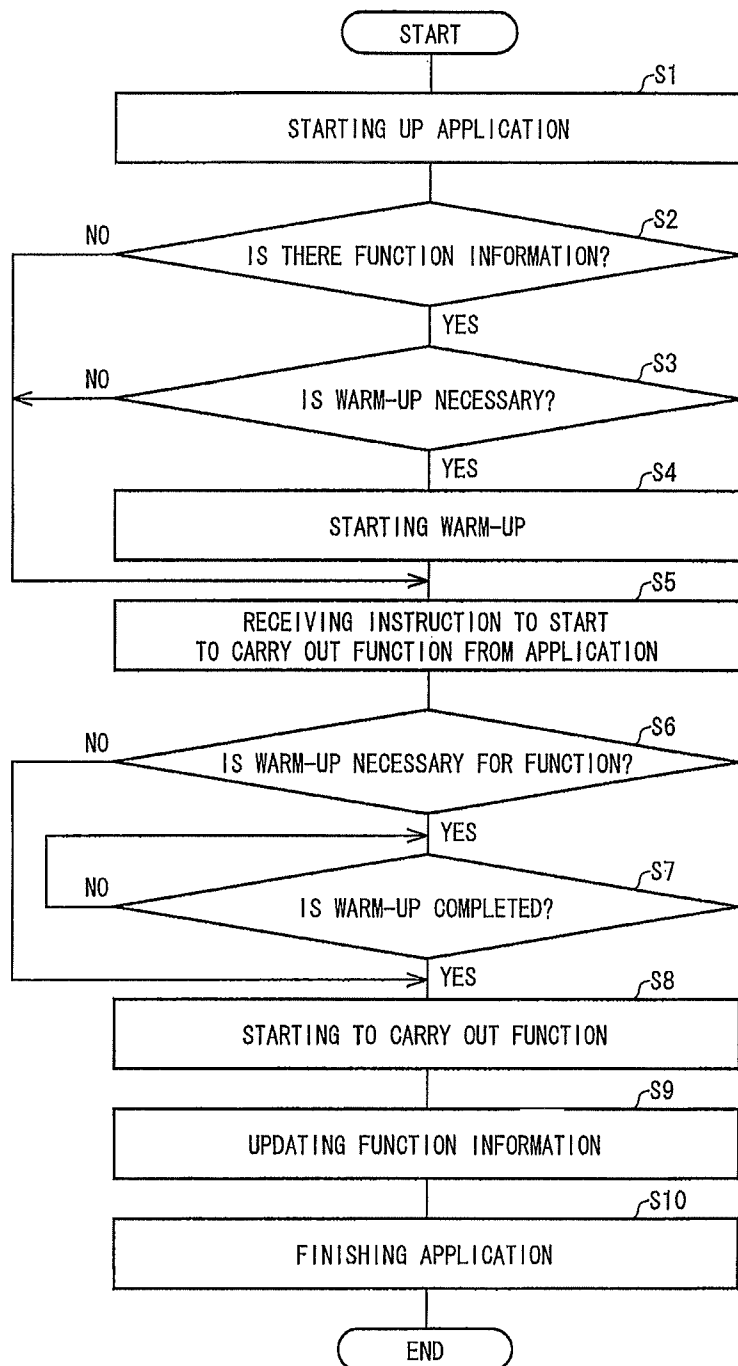 START
S1
STARTING UP APPLICATION
S2
NO
IS THERE FUNCTION INFORMATION?
YES
S3
NO
IS WARM-UP NECESSARY?
YES
S4
STARTING WARM-UP
S5
RECEIVING INSTRUCTION TO START
TO CARRY OUT FUNCTION FROM APPLICATION
S6
NO
IS WARM-UP NECESSARY FOR FUNCTION?
YES
S7
NO
IS WARM-UP COMPLETED?
YES
S8
STARTING TO CARRY OUT FUNCTION
S9
UPDATING FUNCTION INFORMATION
S10
FINISHING APPLICATION
END